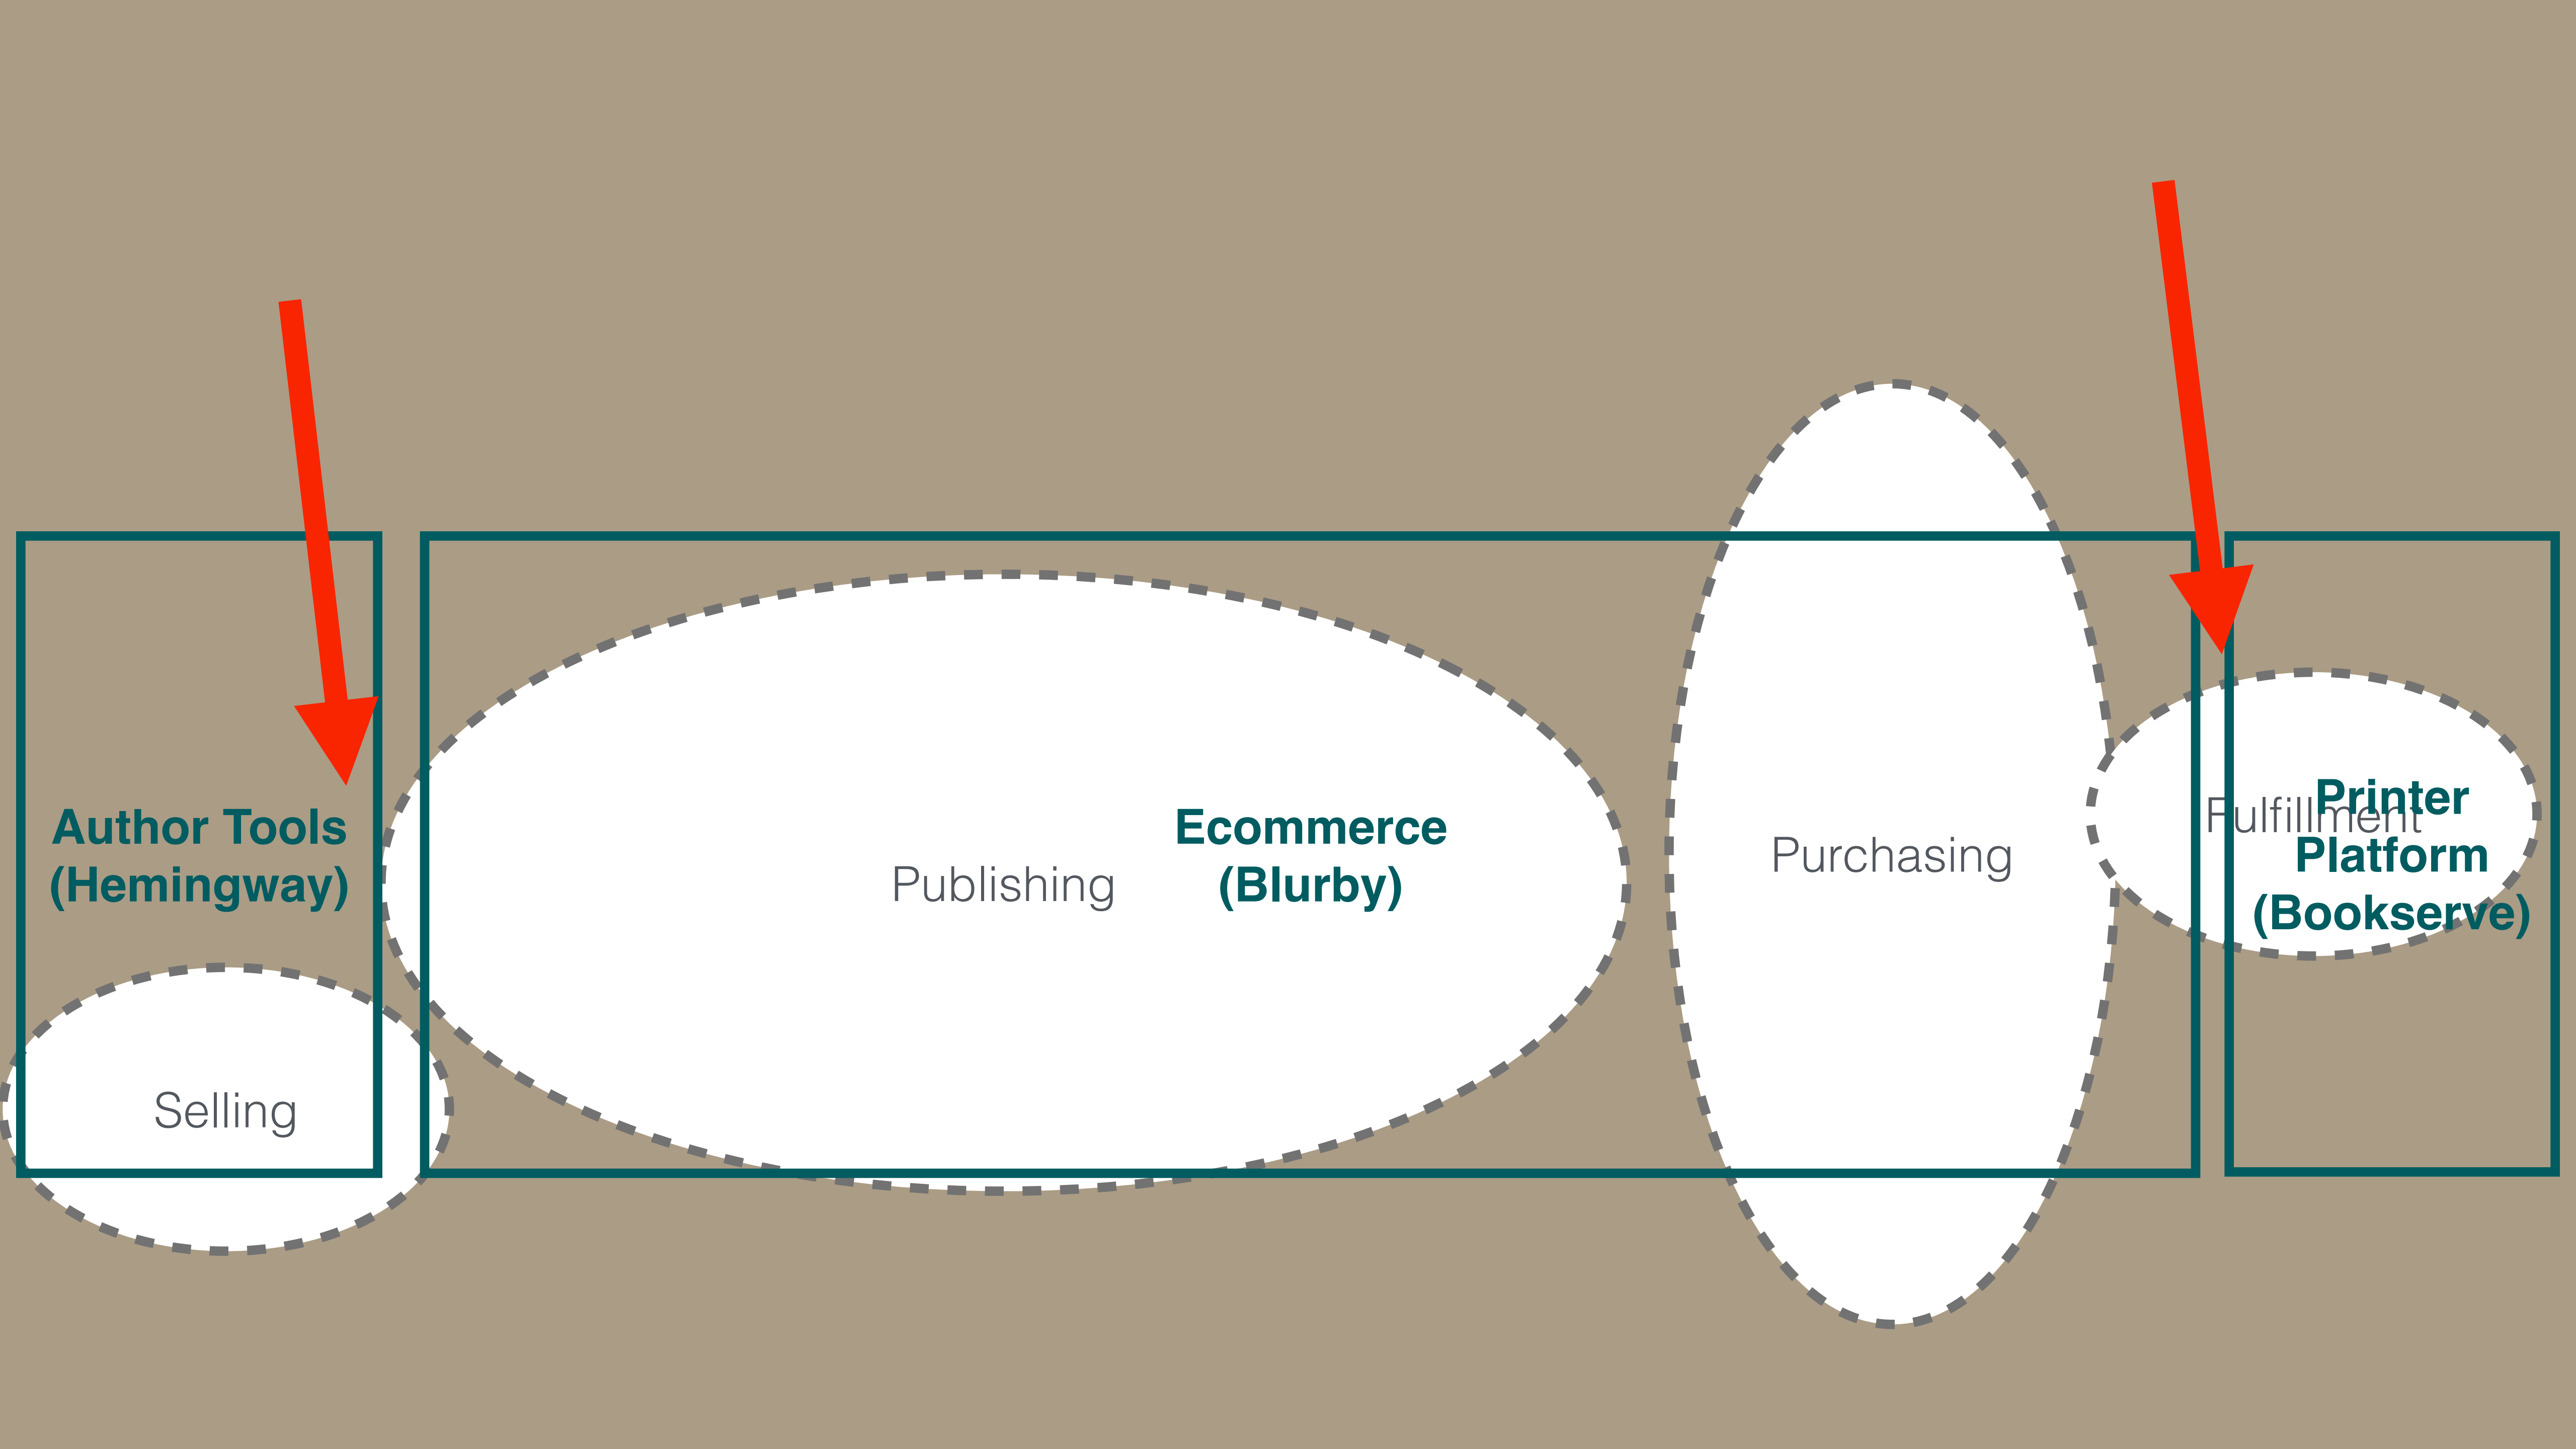 Author Tools
(Hemingway)
Selling
Publishing
Ecommerce
(Blurby)
Purchasing
Fulfillment
Printer
Platform
(Bookserve)